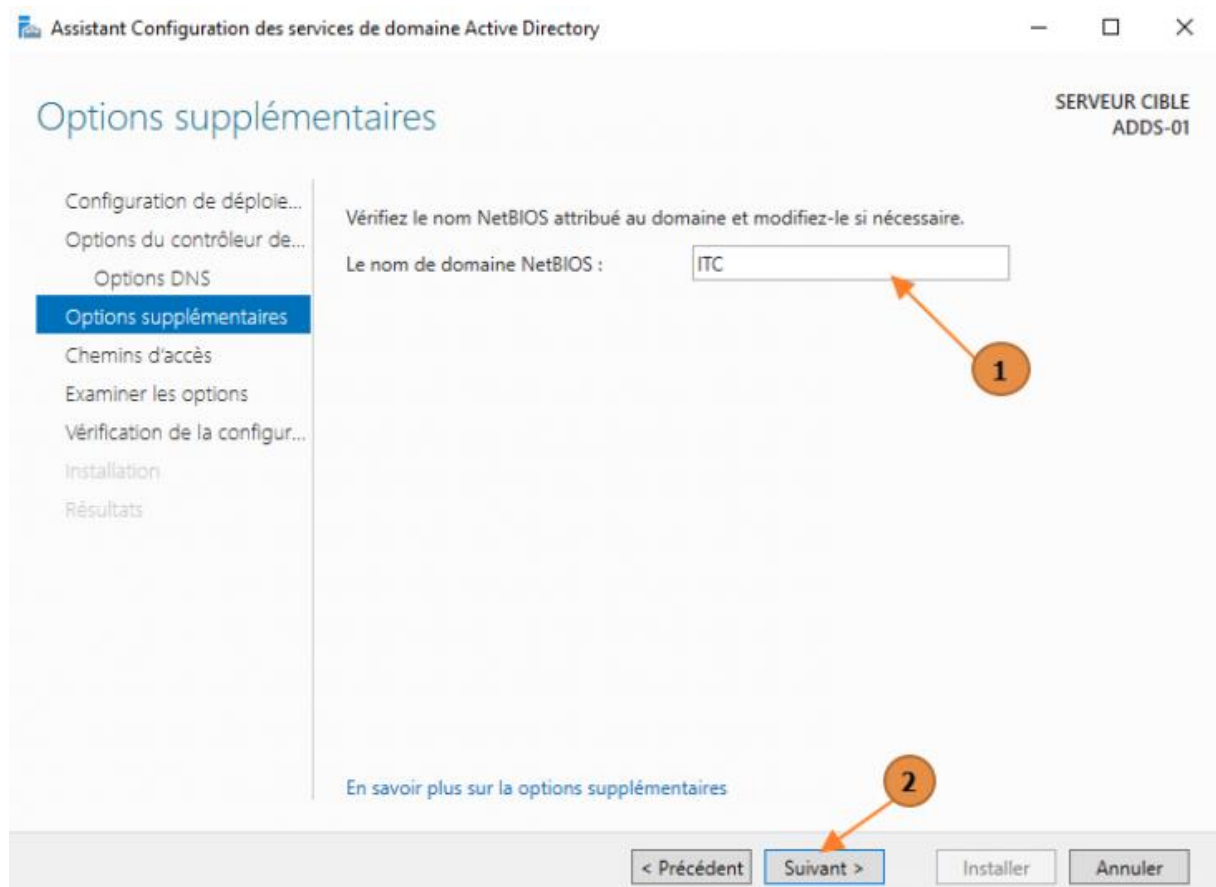 Assistant Configuration des services de domaine Active Directory
Options supplémentaires
SERVEUR CIBLE
ADDS-01
Configuration de déploie...
Options du contrôleur de...
Options DNS
Options supplémentaires
Chemins d'accès
Examiner les options
Vérification de la configur...
Installation
Résultats
Vérifiez le nom NetBIOS attribué au domaine et modifiez-le si nécessaire.
Le nom de domaine NetBIOS : ITC
1
En savoir plus sur la options supplémentaires
2
< Précédent Suivant > Installer Annuler